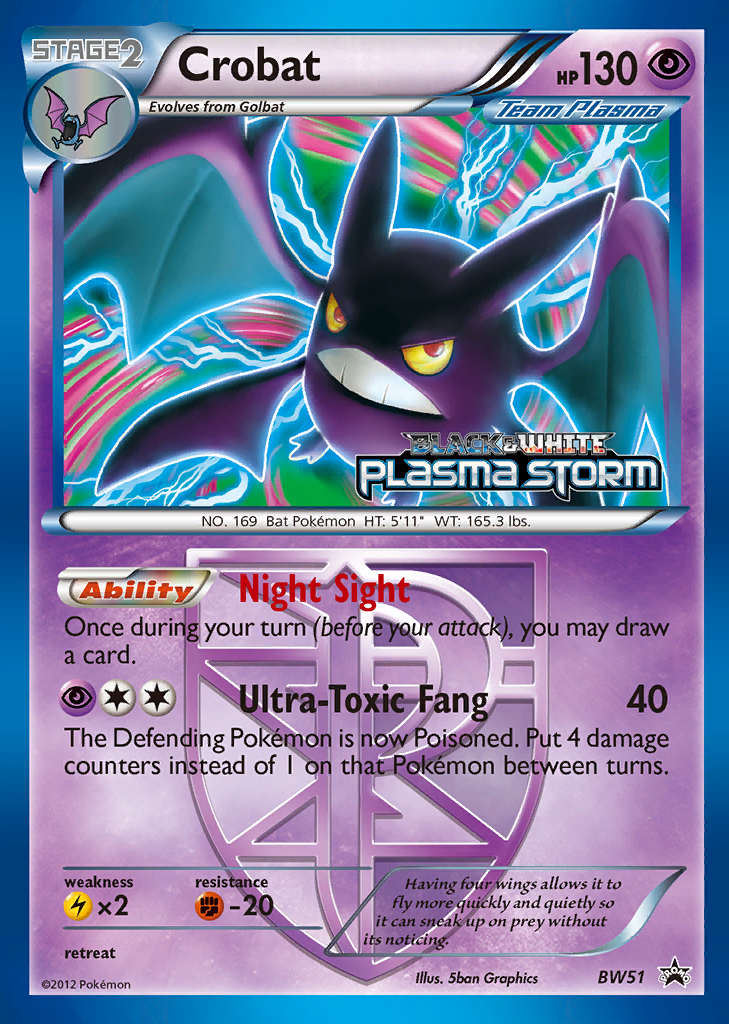 STAGE2
Crobat
HP130
Evolves from Golbat
Team Plasma
BLACK&WHITE
PLASMA STORM
NO. 169 Bat Pokémon HT: 5'11" WT: 165.3 lbs.
Ability Night Sight
Once during your turn (before your attack), you may draw
a card.
Ultra-Toxic Fang 40
The Defending Pokémon is now Poisoned. Put 4 damage
counters instead of 1 on that Pokémon between turns.
weakness resistance
×2 -20
retreat
Having four wings allows it to
fly more quickly and quietly so
it can sneak up on prey without
its noticing.
©2012 Pokémon
Illus. 5ban Graphics
BW51
PROMO